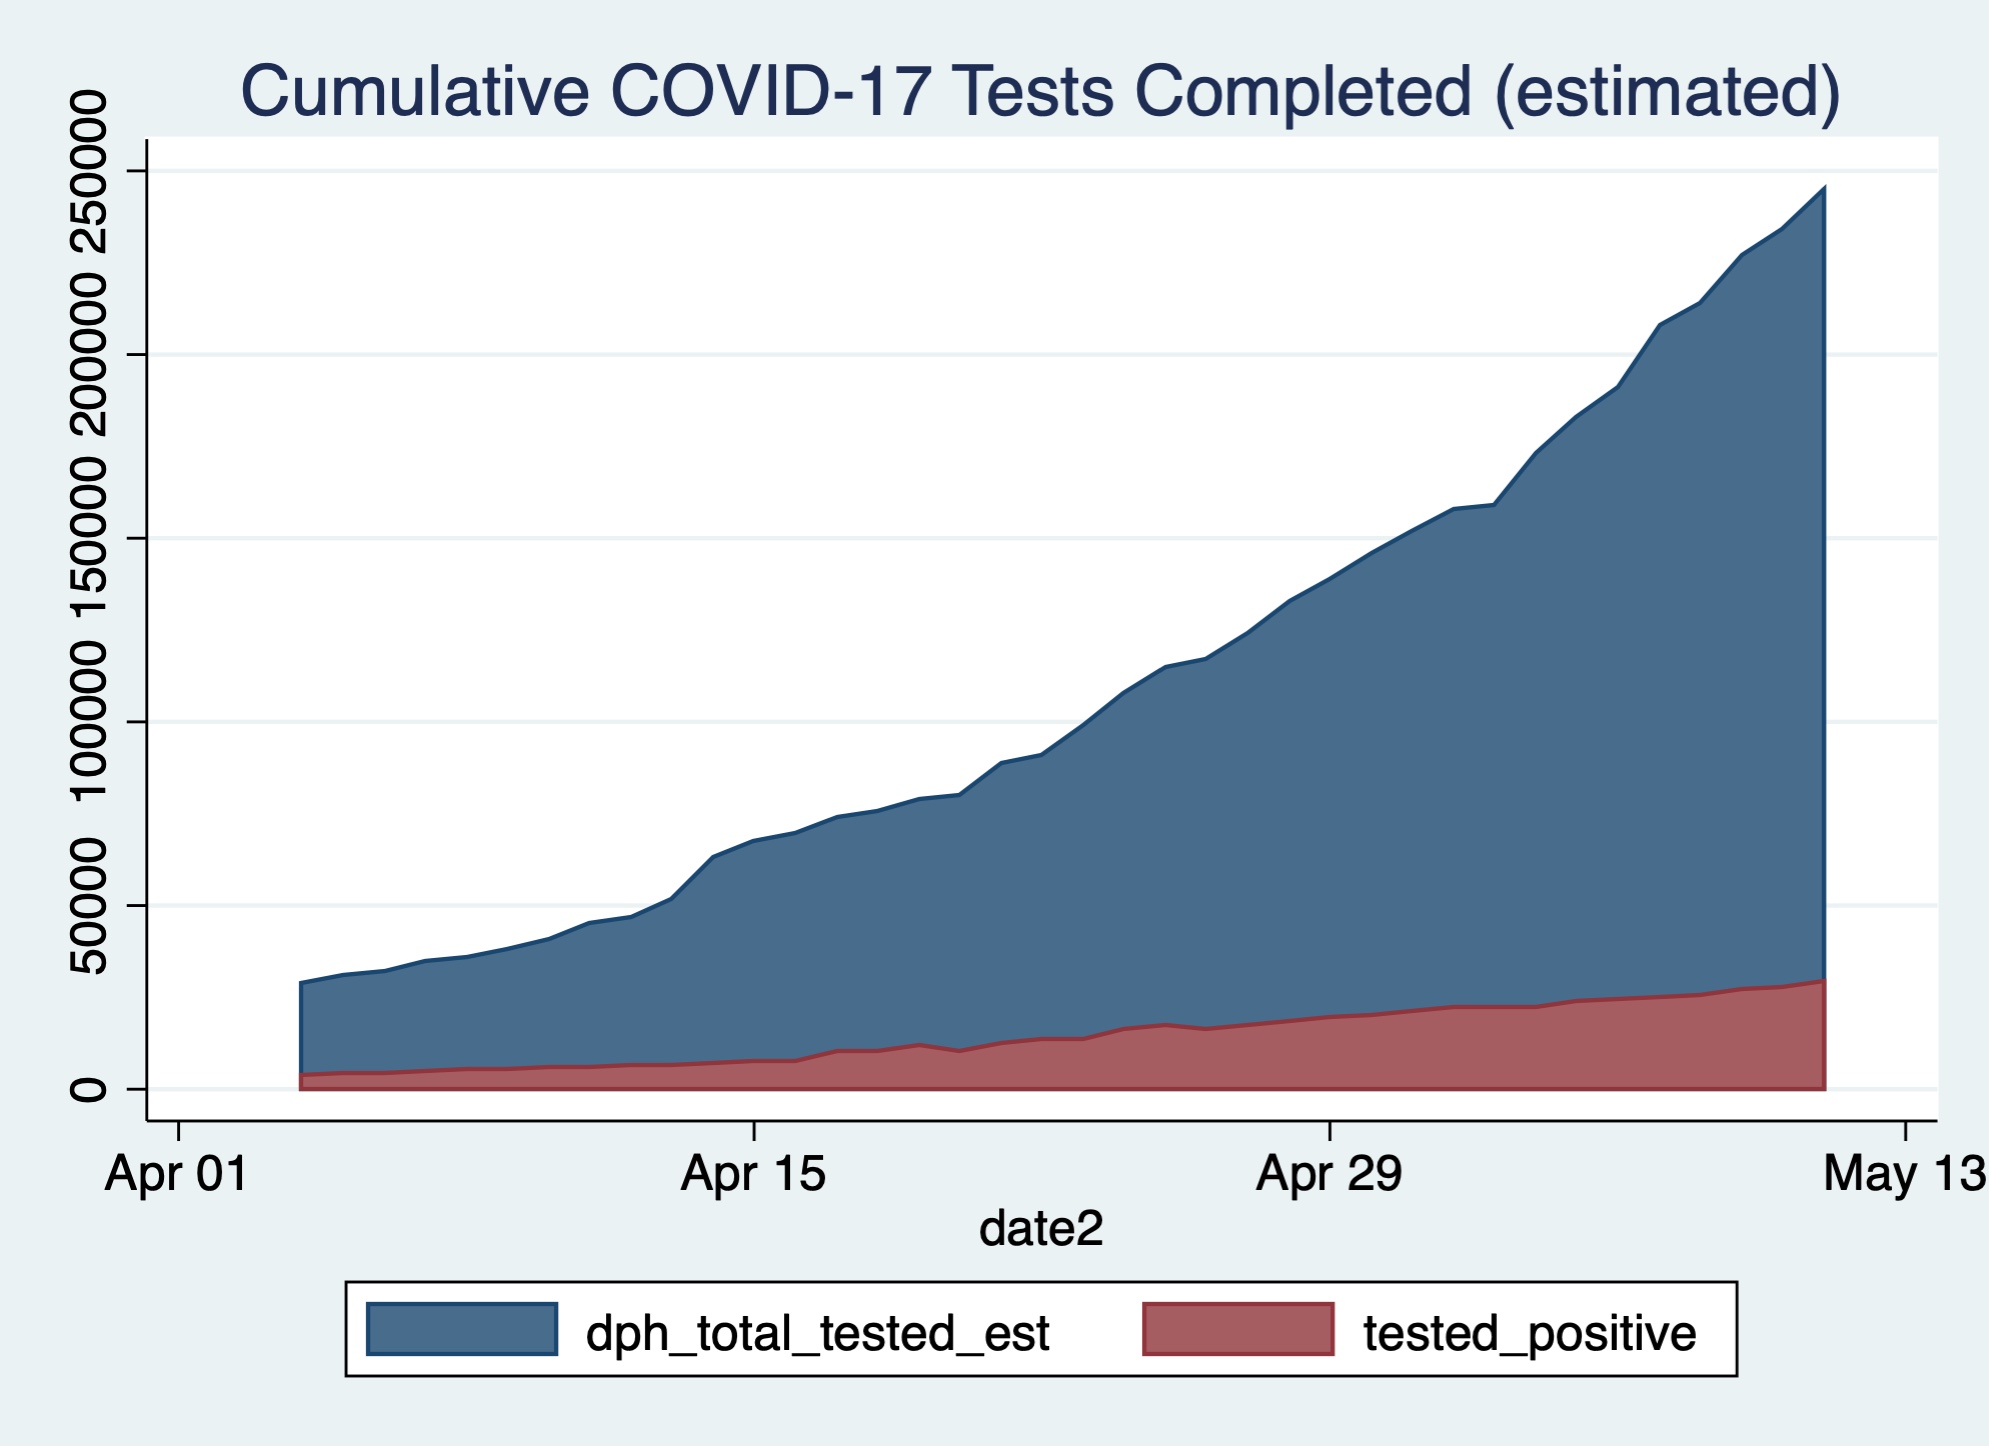 Cumulative COVID-17 Tests Completed (estimated)
250000
200000
150000
100000
50000
0
Apr 01
Apr 15
Apr 29
May 13
date2
dph_total_tested_est
tested_positive